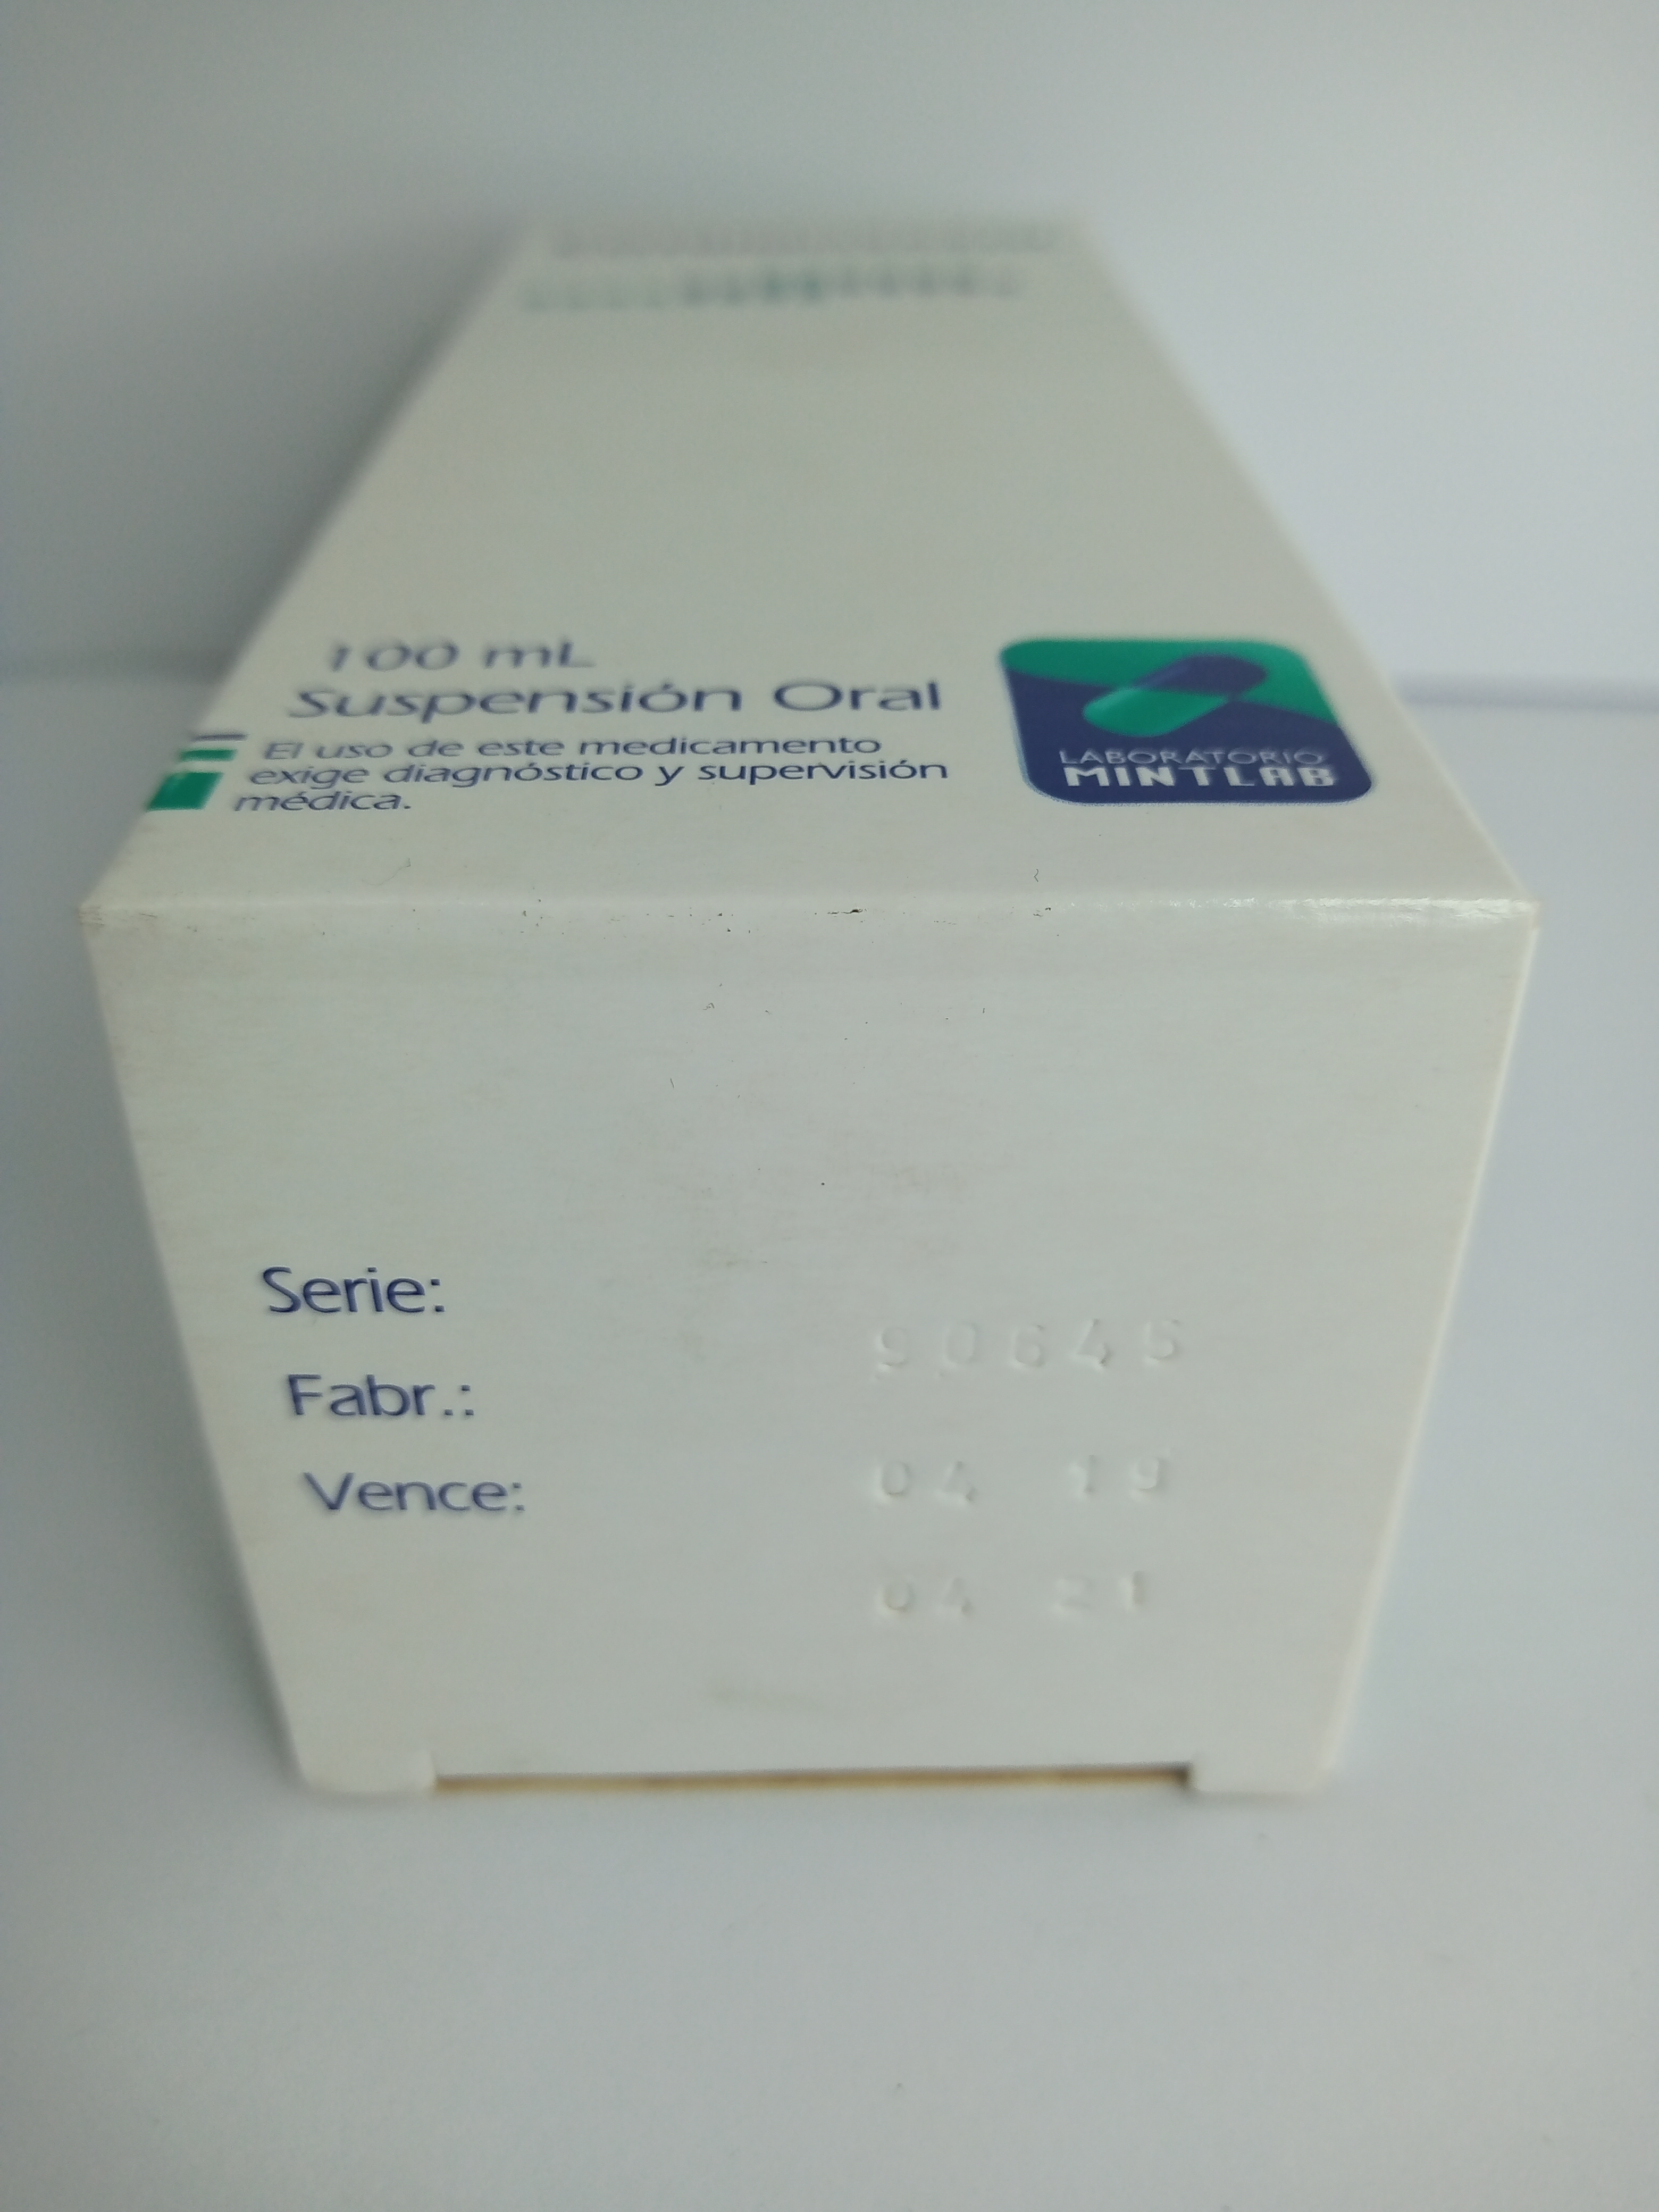 100 mL
Suspensión Oral
El uso de este medicamento
exige diagnóstico y supervisión
médica.
LABORATORIO
MINTLAB
Serie:
90645
Fabr.:
04 19
Vence:
04 21